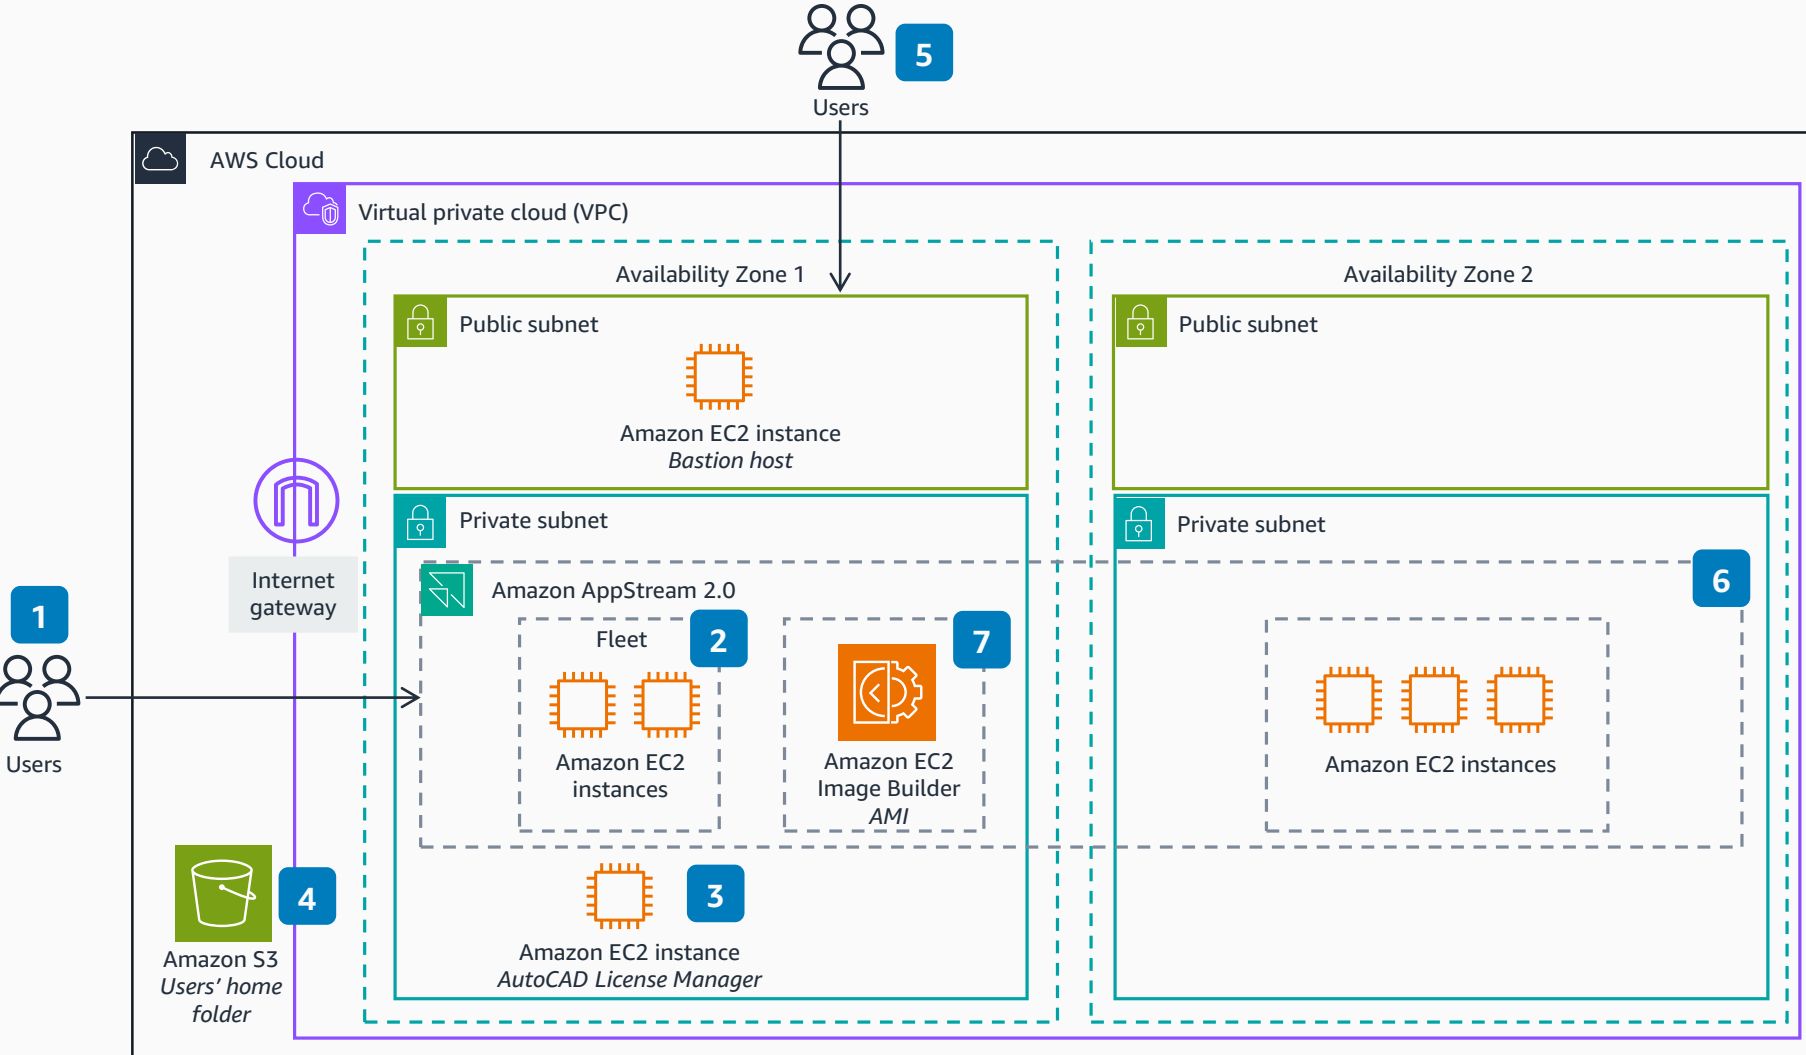 5
Users
AWS Cloud
Virtual private cloud (VPC)
Availability Zone 1
Availability Zone 2
Public subnet
Public subnet
Amazon EC2 instance
Bastion host
Private subnet
Private subnet
Internet
gateway
Amazon AppStream 2.0
6
1
Fleet
2
7
Users
Amazon EC2
instances
Amazon EC2
Image Builder
AMI
Amazon EC2 instances
4
3
Amazon S3
Users’ home
folder
Amazon EC2 instance
AutoCAD License Manager